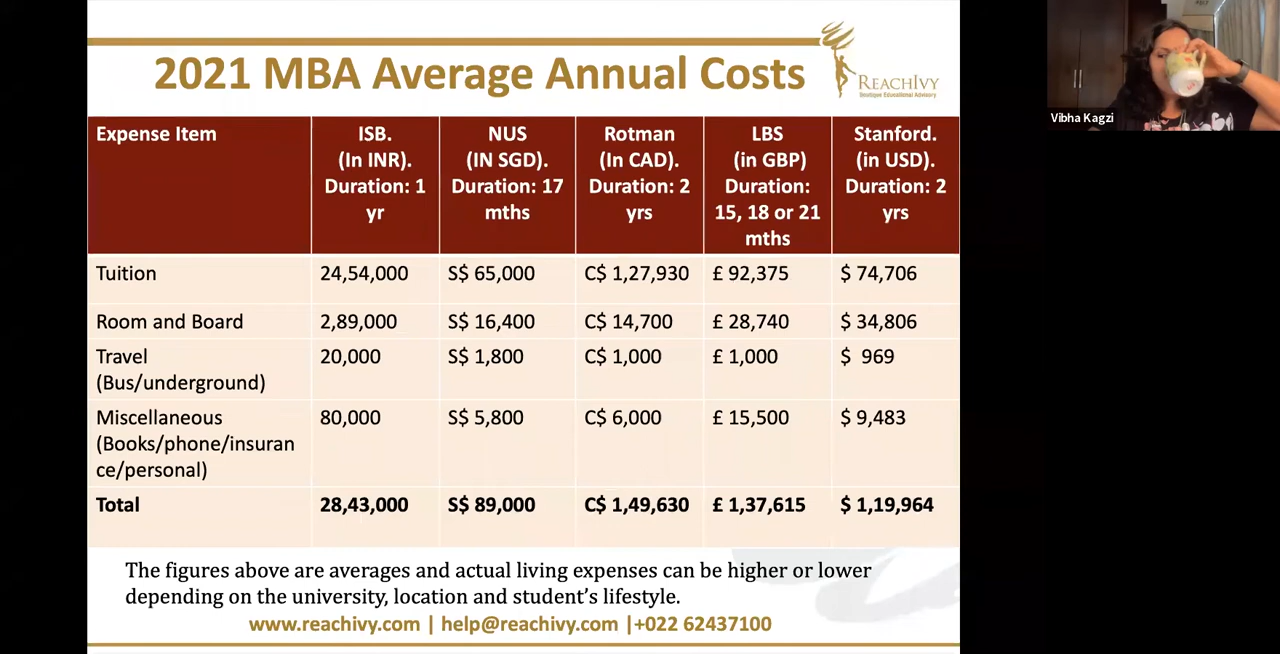 2021 MBA Average Annual Costs
REACHIVY
Boutique Educational Advisory
Vibha Kagzi
Expense Item
ISB.
(In INR).
Duration: 1
yr
NUS
(IN SGD).
Duration: 17
mths
Rotman
(In CAD).
Duration: 2
yrs
LBS
(in GBP)
Duration:
15, 18 or 21
mths
Stanford.
(in USD).
Duration: 2
yrs
Tuition 24,54,000 S$ 65,000 C$ 1,27,930 £ 92,375 $ 74,706
Room and Board 2,89,000 S$ 16,400 C$ 14,700 £ 28,740 $ 34,806
Travel 20,000 S$ 1,800 C$ 1,000 £ 1,000 $ 969
(Bus/underground)
Miscellaneous 80,000 S$ 5,800 C$ 6,000 £ 15,500 $ 9,483
(Books/phone/insuran
ce/personal)
Total 28,43,000 S$ 89,000 C$ 1,49,630 £ 1,37,615 $ 1,19,964
The figures above are averages and actual living expenses can be higher or lower
depending on the university, location and student's lifestyle.
www.reachivy.com | help@reachivy.com |+022 62437100